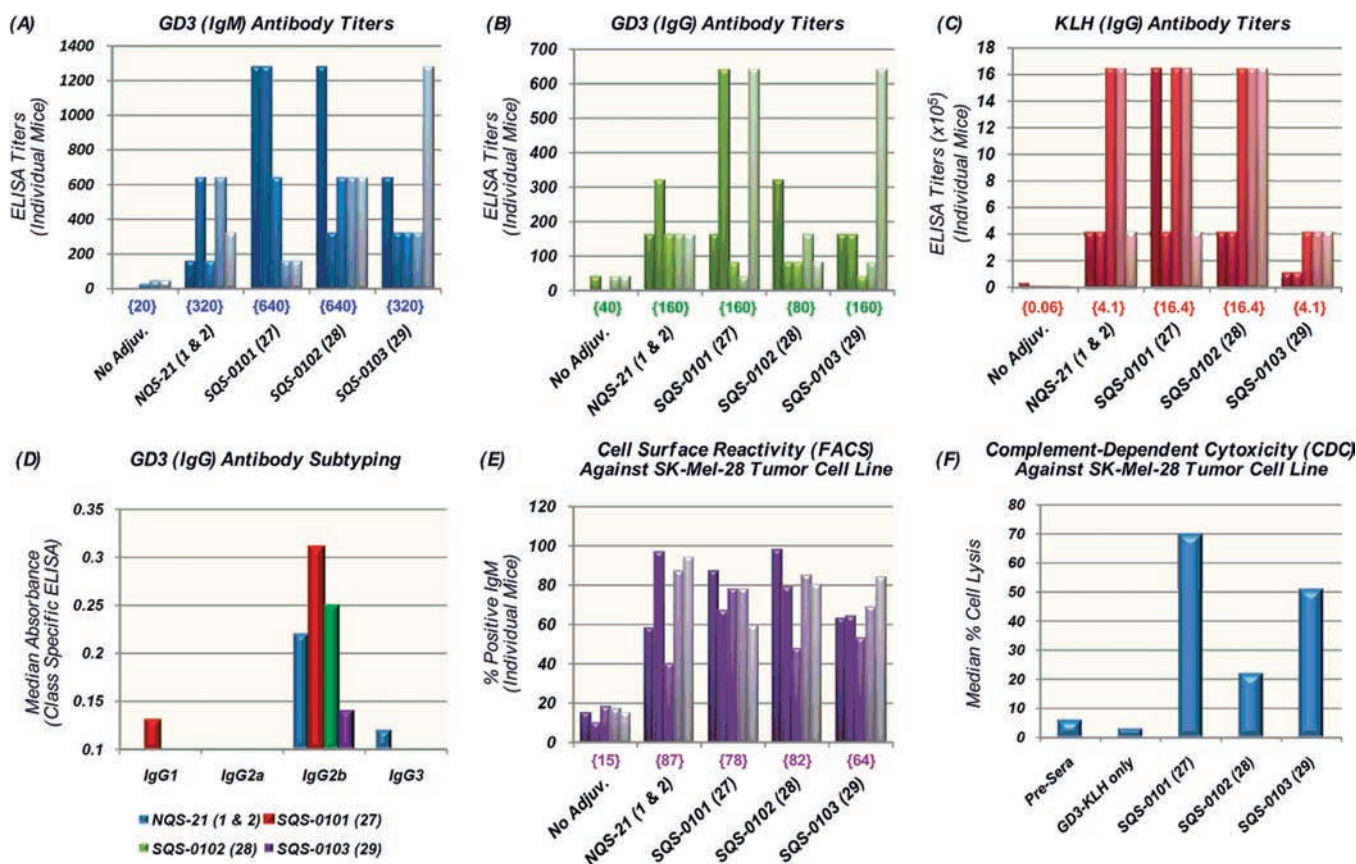 (A) GD3 (IgM) Antibody Titers
ELISA Titers
(Individual Mice)
1400
1200
1000
800
600
400
200
0
{20} {320} {640} {640} {320}
No Adjuv.
NQS-21 (1 & 2)
SQS-0101 (27)
SQS-0102 (28)
SQS-0103 (29)
(B) GD3 (IgG) Antibody Titers
ELISA Titers
(Individual Mice)
700
600
500
400
300
200
100
0
{40} {160} {160} {80} {160}
No Adjuv.
NQS-21 (1 & 2)
SQS-0101 (27)
SQS-0102 (28)
SQS-0103 (29)
(C) KLH (IgG) Antibody Titers
ELISA Titers (x10⁵)
(Individual Mice)
18
16
14
12
10
8
6
4
2
0
{0.06} {4.1} {16.4} {16.4} {4.1}
No Adjuv.
NQS-21 (1 & 2)
SQS-0101 (27)
SQS-0102 (28)
SQS-0103 (29)
(D) GD3 (IgG) Antibody Subtyping
Median Absorbance
(Class Specific ELISA)
0.35
0.3
0.25
0.2
0.15
0.1
IgG1 IgG2a IgG2b IgG3
NQS-21 (1 & 2) SQS-0101 (27)
SQS-0102 (28) SQS-0103 (29)
(E) Cell Surface Reactivity (FACS)
Against SK-Mel-28 Tumor Cell Line
% Positive IgM
(Individual Mice)
120
100
80
60
40
20
0
{15} {87} {78} {82} {64}
No Adjuv.
NQS-21 (1 & 2)
SQS-0101 (27)
SQS-0102 (28)
SQS-0103 (29)
(F) Complement-Dependent Cytoxicity (CDC)
Against SK-Mel-28 Tumor Cell Line
Median % Cell Lysis
80
70
60
50
40
30
20
10
0
Pre-Sera
GD3-KLH only
SQS-0101 (27)
SQS-0102 (28)
SQS-0103 (29)